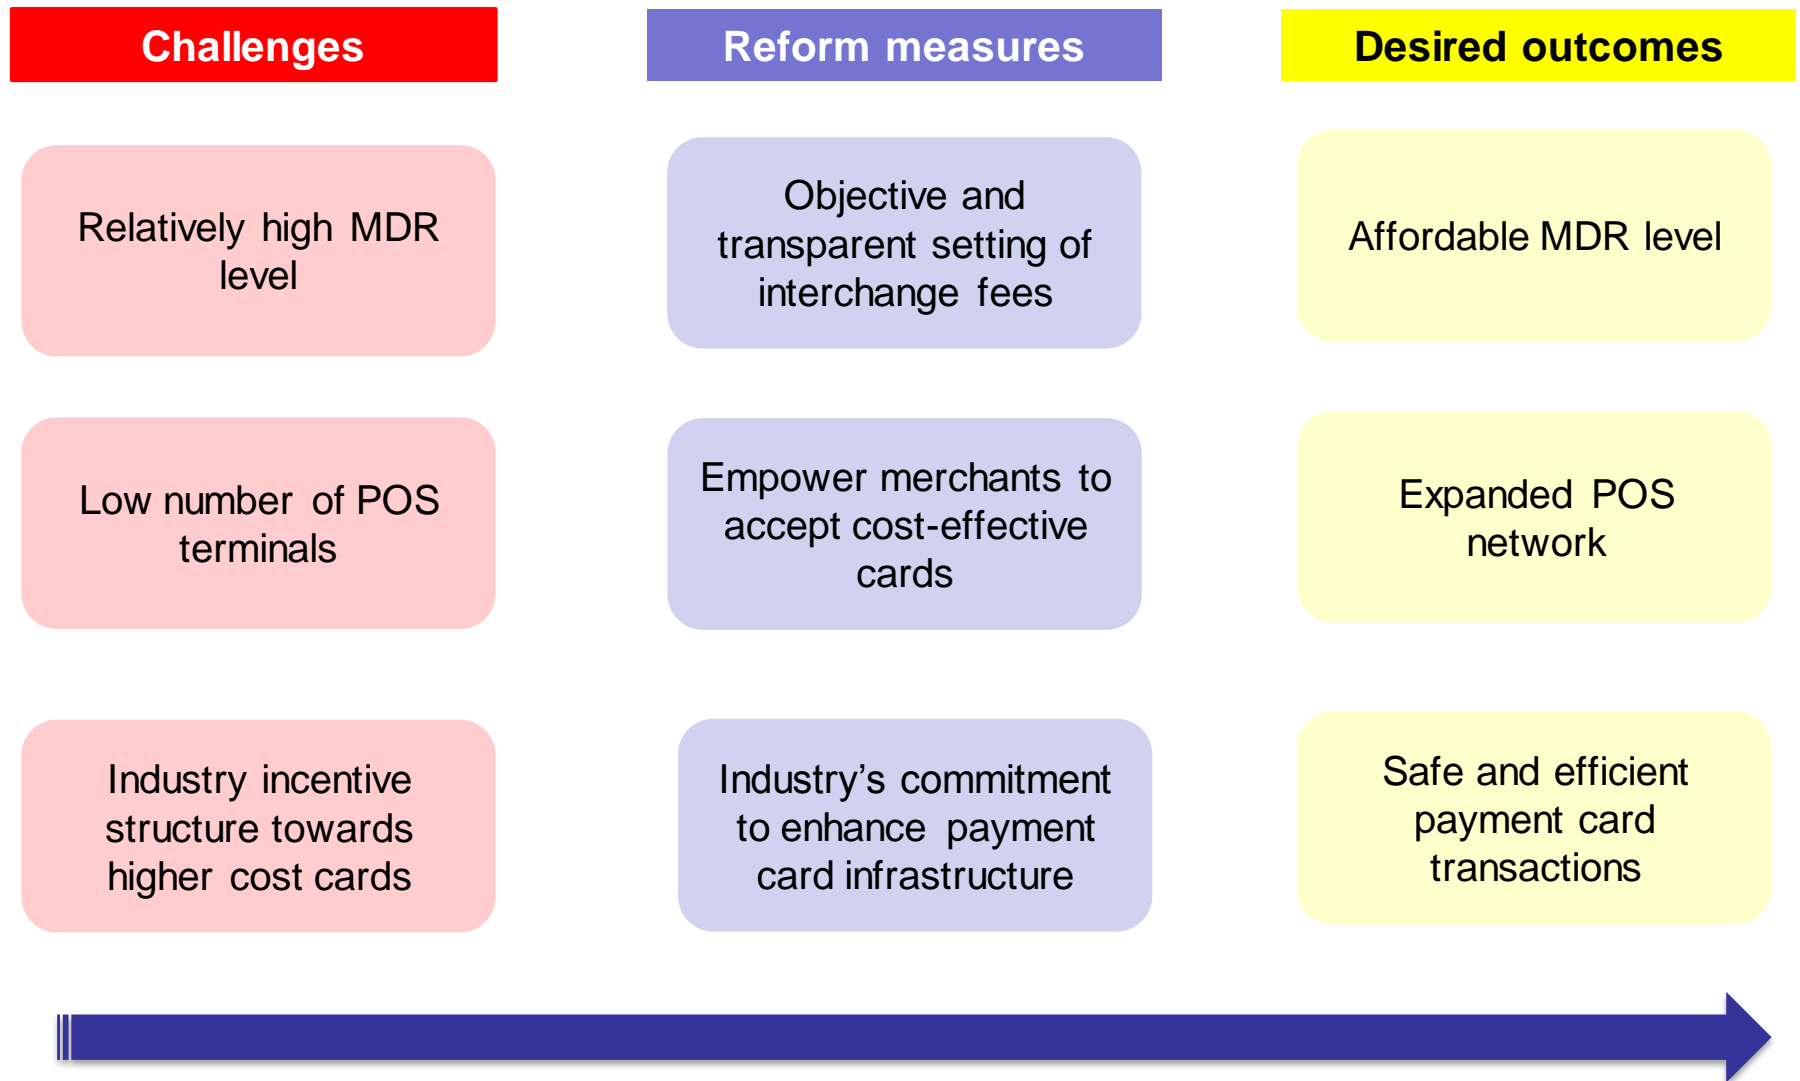 Challenges
Reform measures
Desired outcomes
Relatively high MDR
level
Objective and
transparent setting of
interchange fees
Affordable MDR level
Low number of POS
terminals
Empower merchants to
accept cost-effective
cards
Expanded POS
network
Industry incentive
structure towards
higher cost cards
Industry’s commitment
to enhance payment
card infrastructure
Safe and efficient
payment card
transactions